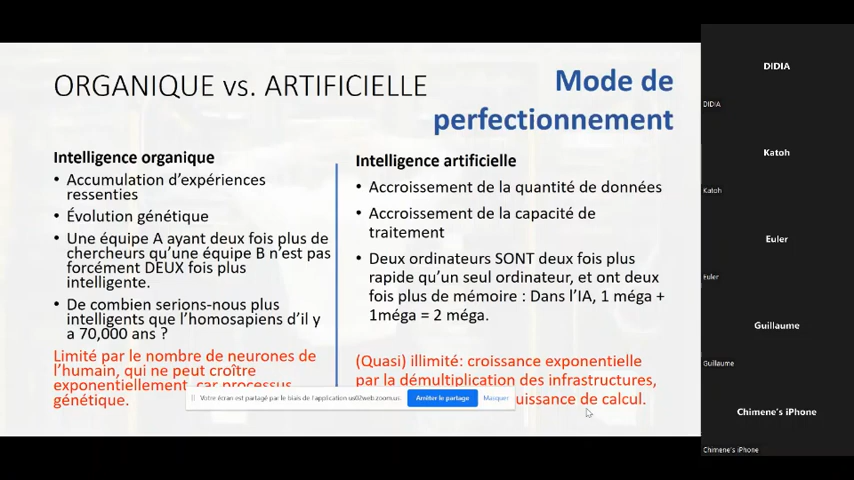 ORGANIQUE vs. ARTIFICIELLE
Mode de
perfectionnement
Intelligence organique
• Accumulation d'expériences
ressenties
• Évolution génétique
• Une équipe A ayant deux fois plus de
chercheurs qu'une équipe B n'est pas
forcément DEUX fois plus
intelligente.
• De combien serions-nous plus
intelligents que l'homosapiens d'il y
a 70,000 ans ?
Limité par le nombre de neurones de
l'humain, qui ne peut croître
exponentiellement, car processus
génétique.
Intelligence artificielle
• Accroissement de la quantité de données
• Accroissement de la capacité de
traitement
• Deux ordinateurs SONT deux fois plus
rapide qu'un seul ordinateur, et ont deux
fois plus de mémoire : Dans l'IA, 1 méga +
1méga = 2 méga.
(Quasi) illimité: croissance exponentielle
par la démultiplication des infrastructures,
uissance de calcul.
Votre écran est partagé par le biais de l'application us02web.zoom.us.
Arrêter le partage
Masquer
DIDIA
DIDIA
Katoh
Katoh
Euler
Euler
Guillaume
Guillaume
Chimene's iPhone
Chimene's iPhone